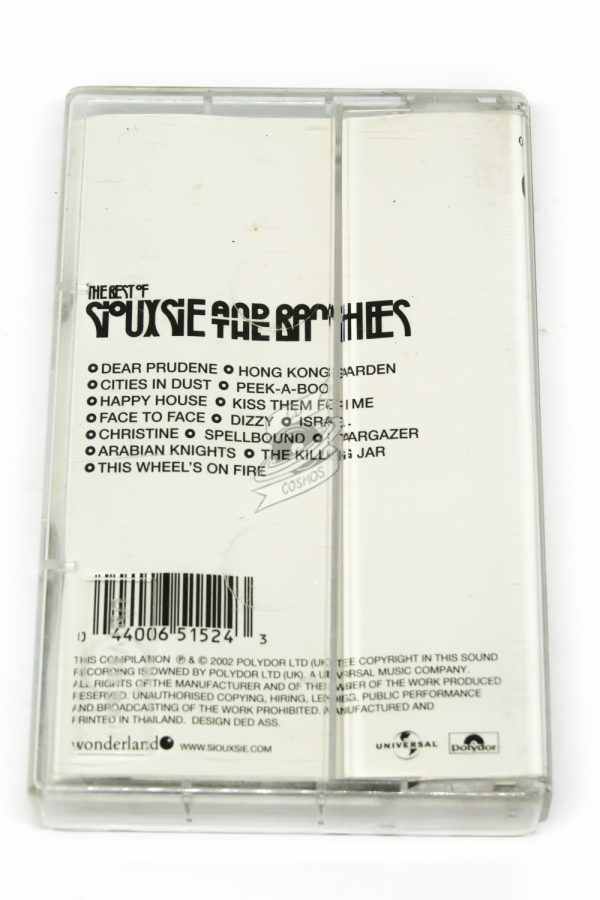 THE BEST OF
SIOUXSIE AND THE BANSHEES
DEAR PRUDENE HONG KONG GARDEN
CITIES IN DUST PEEK-A-BOO
HAPPY HOUSE KISS THEM FOR ME
FACE TO FACE DIZZY ISRAEL
CHRISTINE SPELLBOUND STARGAZER
ARABIAN KNIGHTS THE KILLING JAR
THIS WHEEL'S ON FIRE
COSMOS
0 44006 51524 3
THIS COMPILATION ℗ & © 2002 POLYDOR LTD (UK) COPYRIGHT IN THIS SOUND
RECORDING IS OWNED BY POLYDOR LTD (UK). A UNIVERSAL MUSIC COMPANY.
ALL RIGHTS OF THE MANUFACTURER AND OF THE OWNER OF THE WORK PRODUCED
RESERVED. UNAUTHORISED COPYING, HIRING, LENDING, PUBLIC PERFORMANCE
AND BROADCASTING OF THE WORK PROHIBITED. MANUFACTURED AND
PRINTED IN THAILAND. DESIGN DED ASS.
wonderland WWW.SIOUXSIE.COM UNIVERSAL polydor